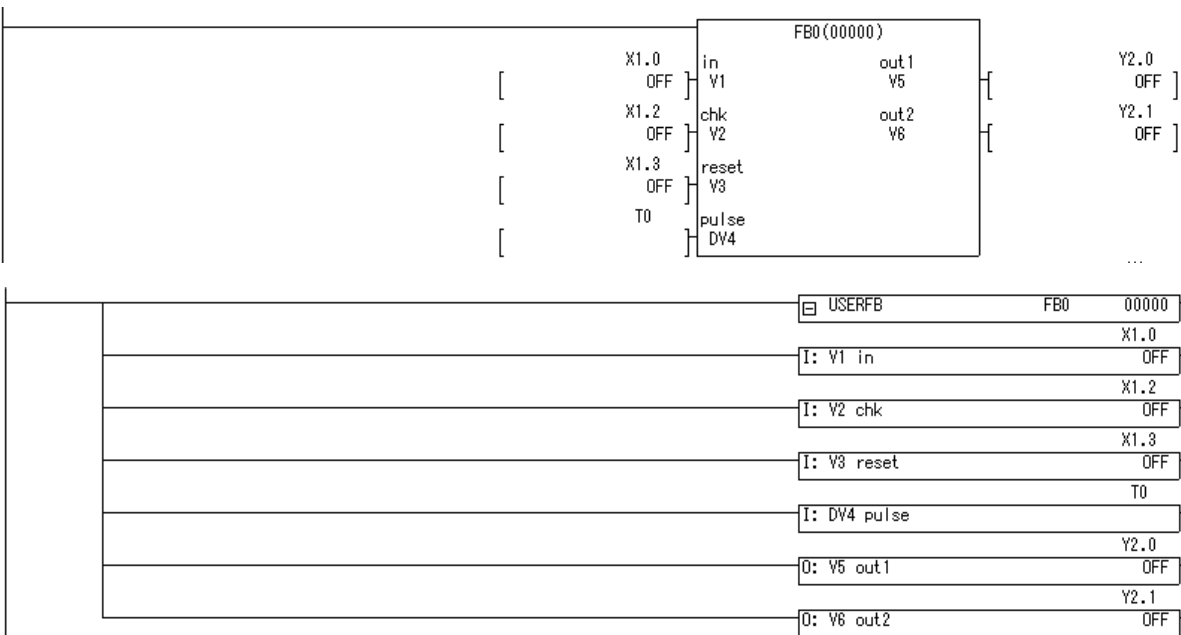 FB0(00000)
X1.0 in out1 Y2.0
[ OFF ] V1 V5 [ OFF ]
X1.2 chk out2 Y2.1
[ OFF ] V2 V6 [ OFF ]
X1.3 reset
[ OFF ] V3
T0 pulse
[ ] DV4
...
USERFB FB0 00000
X1.0
I: V1 in OFF
X1.2
I: V2 chk OFF
X1.3
I: V3 reset OFF
T0
I: DV4 pulse
Y2.0
O: V5 out1 OFF
Y2.1
O: V6 out2 OFF